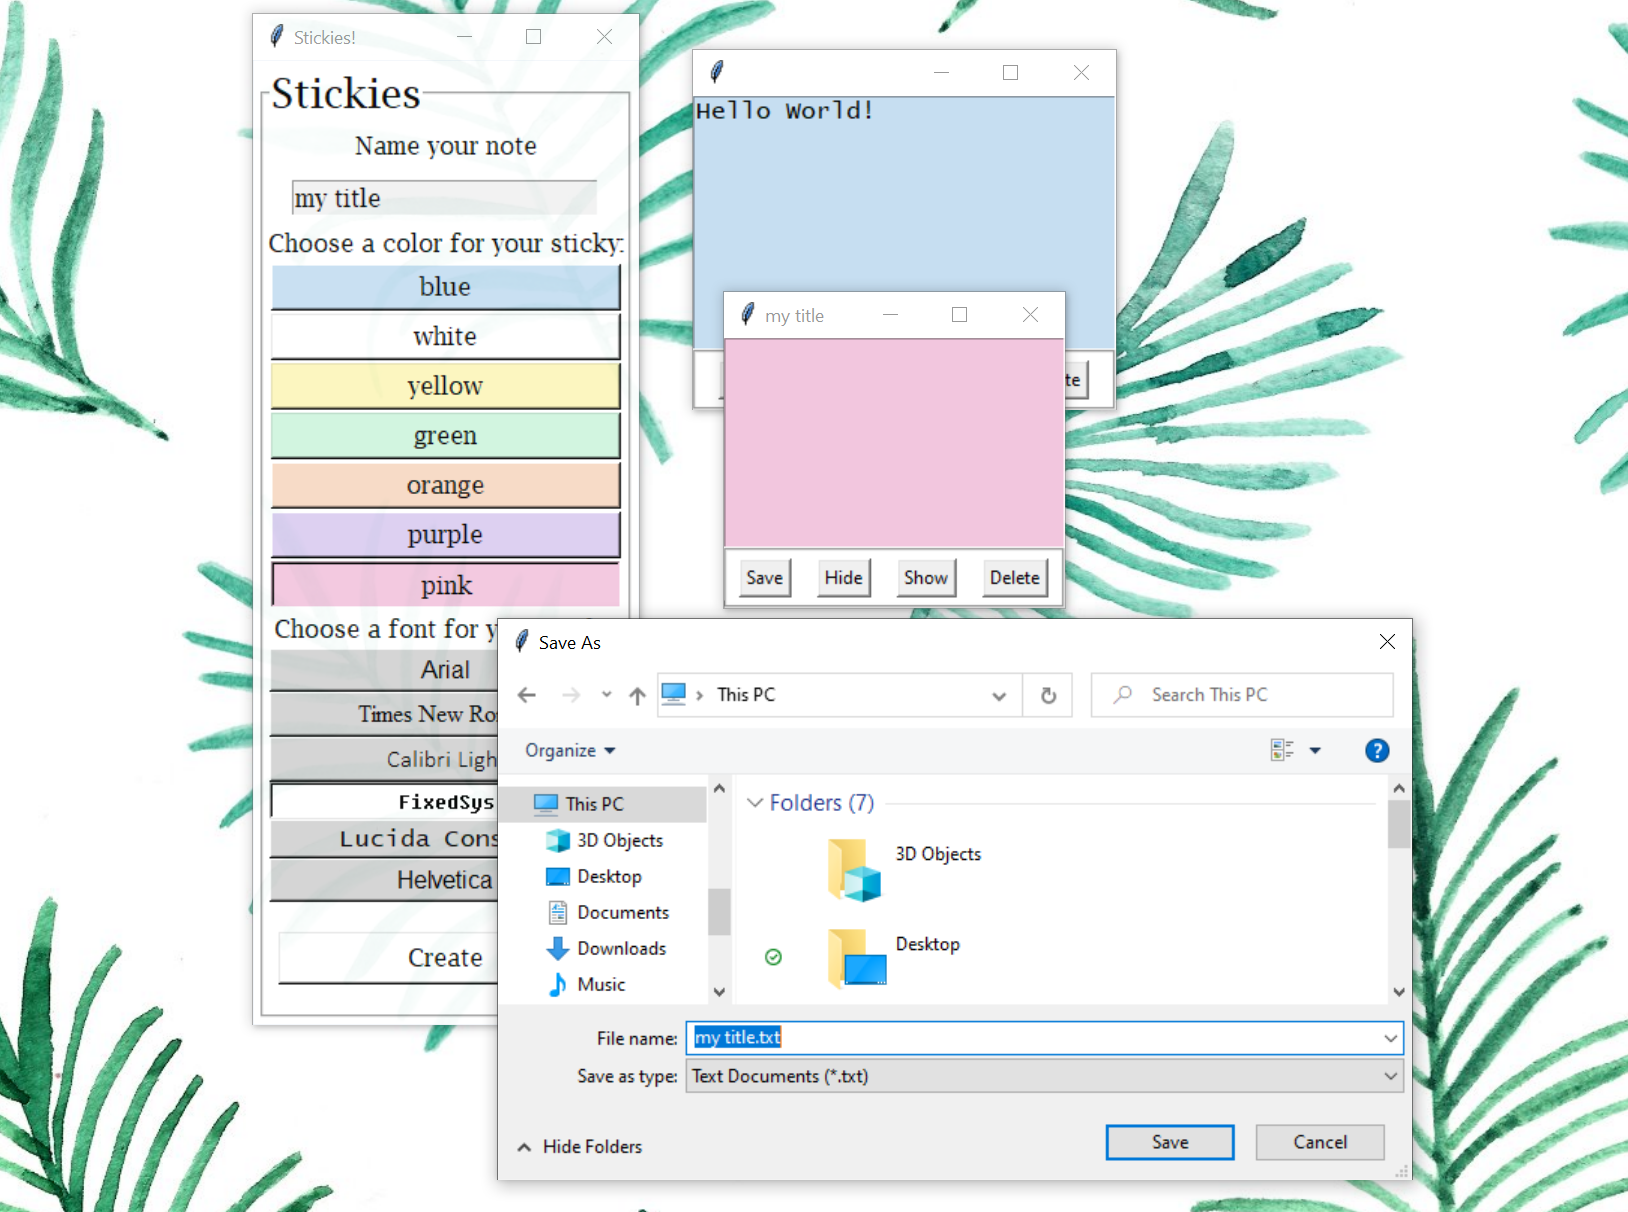 Stickies!
Stickies
Name your note
my title
Choose a color for your sticky:
blue
white
yellow
green
orange
purple
pink
Choose a font for y
Arial
Times New Ro
Calibri Ligh
FixedSys
Lucida Cons
Helvetica
Create
Hello World!
te
my title
Save Hide Show Delete
Save As
This PC
Search This PC
Organize
This PC
3D Objects
Desktop
Documents
Downloads
Music
Folders (7)
3D Objects
Desktop
File name: my title.txt
Save as type: Text Documents (*.txt)
Hide Folders
Save Cancel